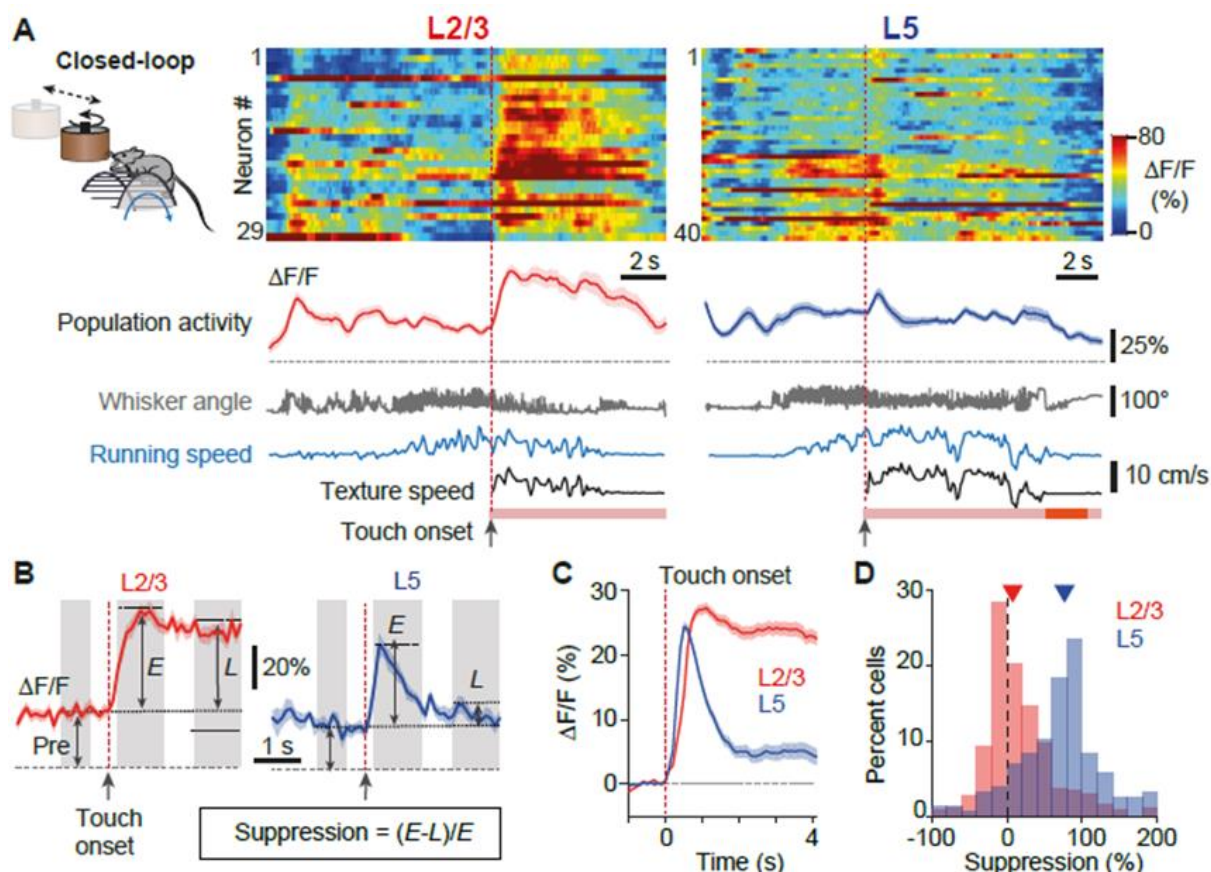 A
L2/3
L5
Closed-loop
1
Neuron #
29
1
40
80
ΔF/F
(%)
0
2 s
2 s
ΔF/F
Population activity
25%
Whisker angle
100°
Running speed
10 cm/s
Texture speed
Touch onset
B
L2/3
L5
E
L
20%
E
L
ΔF/F
Pre
1 s
Touch
onset
Suppression = (E-L)/E
C
Touch onset
30
20
10
0
ΔF/F (%)
L2/3
L5
0
4
Time (s)
D
30
20
10
0
Percent cells
L2/3
L5
-100
0
100
200
Suppression (%)